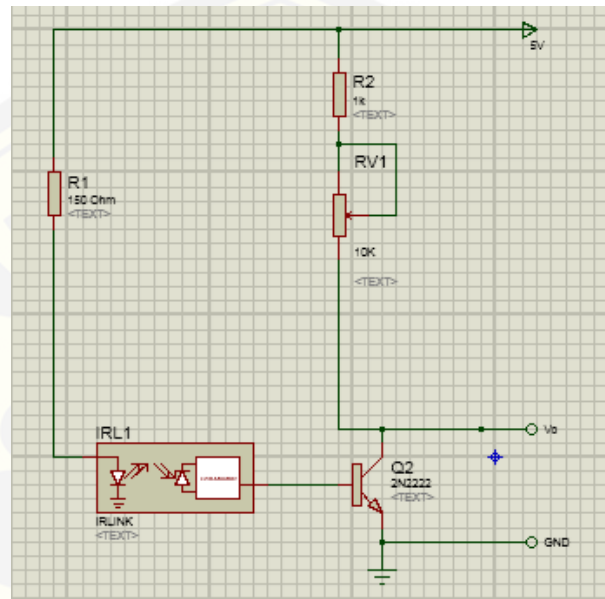 5V
R2
1k
<TEXT>
RV1
R1
150 Ohm
<TEXT>
10K
<TEXT>
IRL1
Vo
Q2
2N2222
<TEXT>
IRLINK
<TEXT>
GND